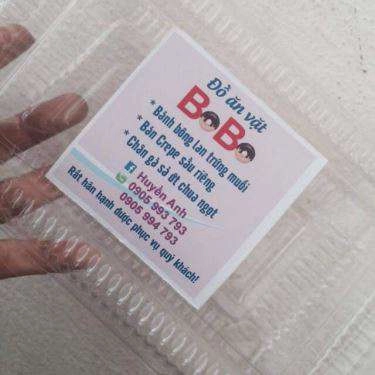 Đồ ăn vặt
BoBo
* Bánh bông lan trứng muối
* Bán Crepe sầu riêng
* Chân gà sả ớt chua ngọt
Huyền Anh
0905 993 793
0905 994 793
Rất hân hạnh được phục vụ quý khách!